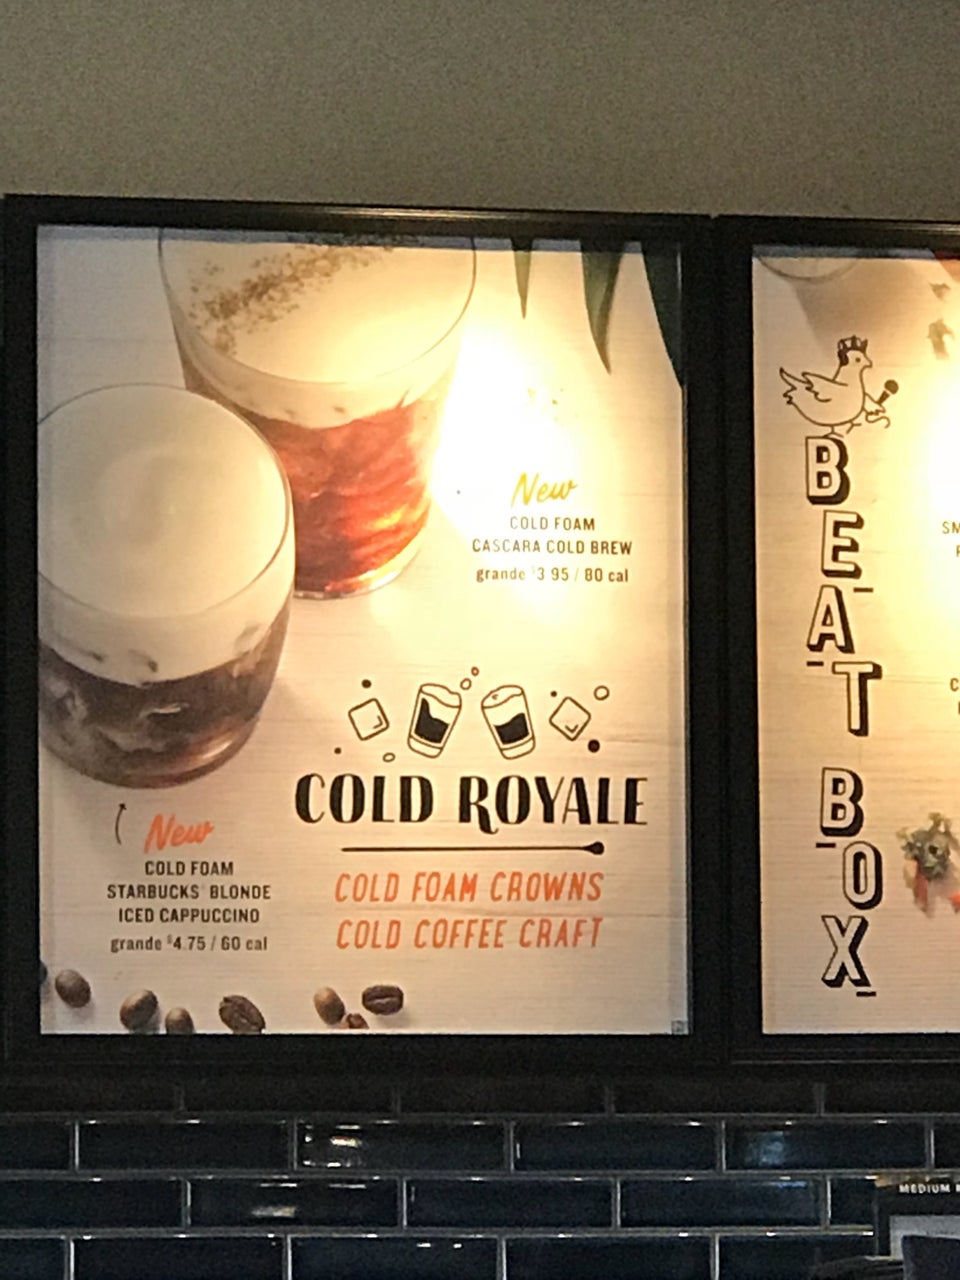 New
COLD FOAM
CASCARA COLD BREW
grande $3.95 / 80 cal
COLD ROYALE
COLD FOAM CROWNS
COLD COFFEE CRAFT
New
COLD FOAM
STARBUCKS® BLONDE
ICED CAPPUCCINO
grande $4.75 / 60 cal
BEAT BOX
MEDIUM